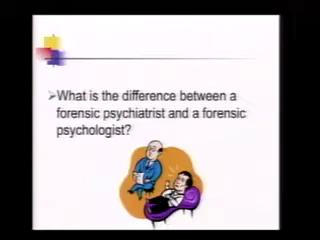 ➢What is the difference between a
forensic psychiatrist and a forensic
psychologist?